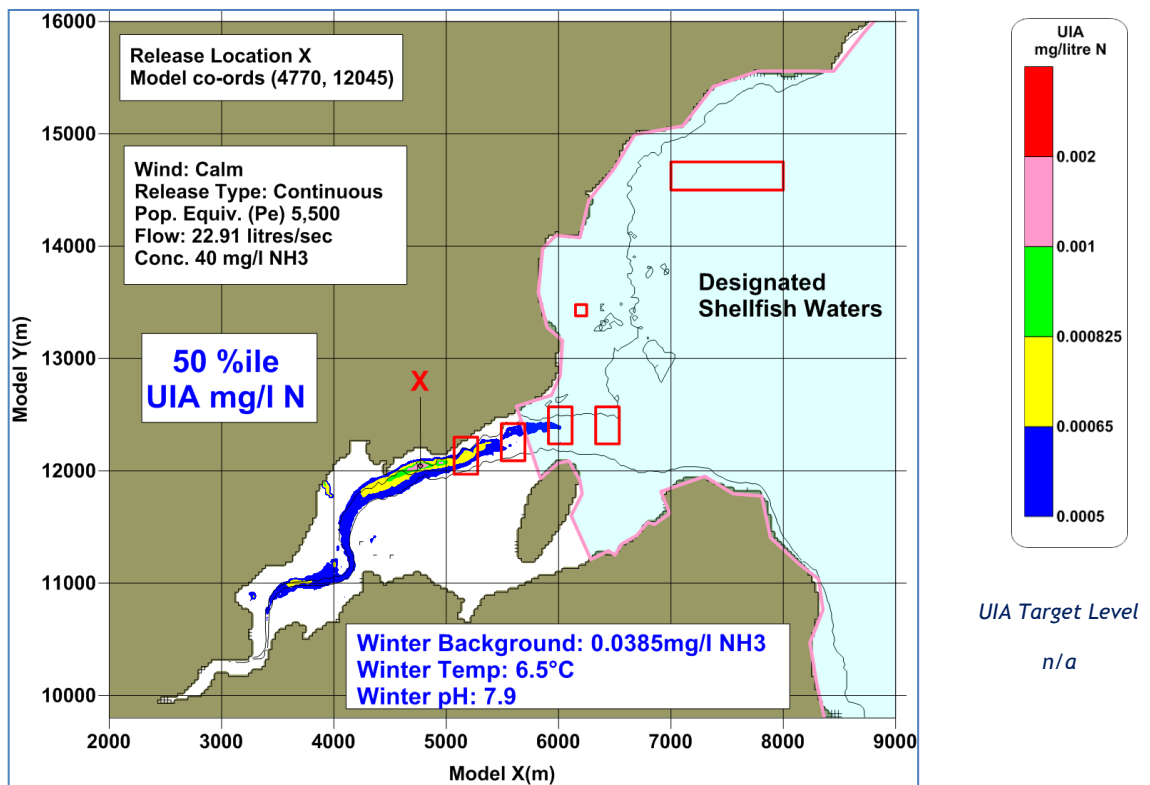 16000
15000
14000
13000
12000
11000
10000
Model Y(m)
Release Location X
Model co-ords (4770, 12045)
Wind: Calm
Release Type: Continuous
Pop. Equiv. (Pe) 5,500
Flow: 22.91 litres/sec
Conc. 40 mg/l NH3
50 %ile
UIA mg/l N
X
Designated
Shellfish Waters
Winter Background: 0.0385mg/l NH3
Winter Temp: 6.5°C
Winter pH: 7.9
2000
3000
4000
5000
6000
7000
8000
9000
Model X(m)
UIA
mg/litre N
0.002
0.001
0.000825
0.00065
0.0005
UIA Target Level
n/a